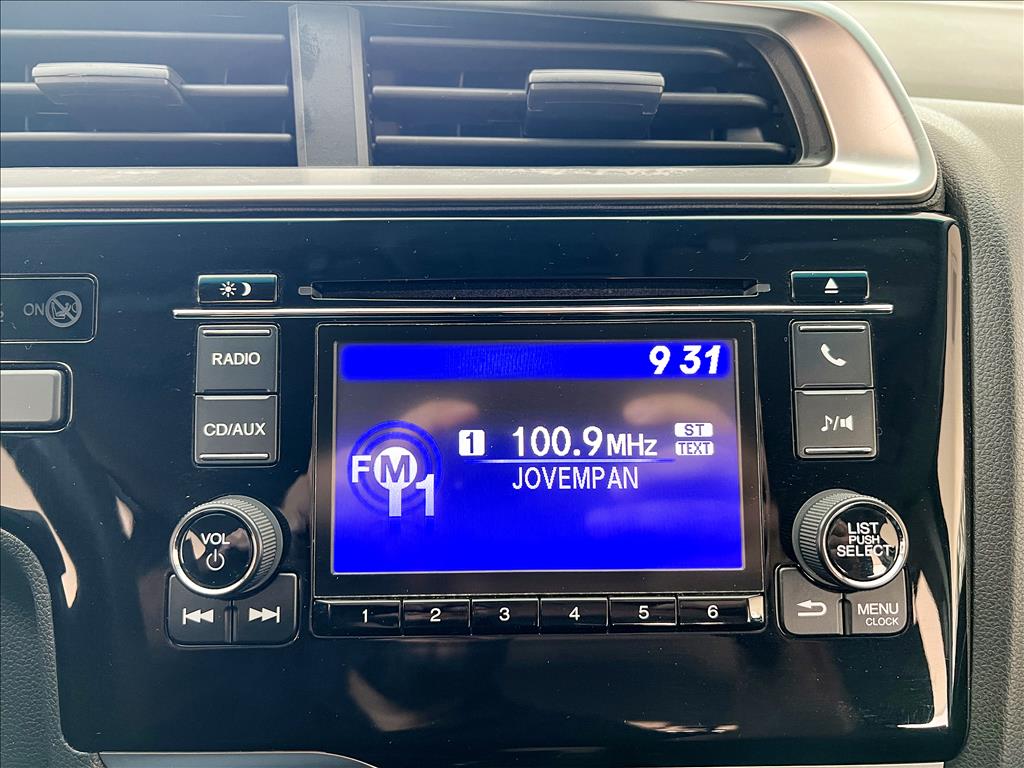 ON
RADIO
CD/AUX
VOL
9 31
1 100.9MHz ST
TEXT
JOVEMPAN
FM1
1 2 3 4 5 6
LIST
PUSH
SELECT
MENU
CLOCK